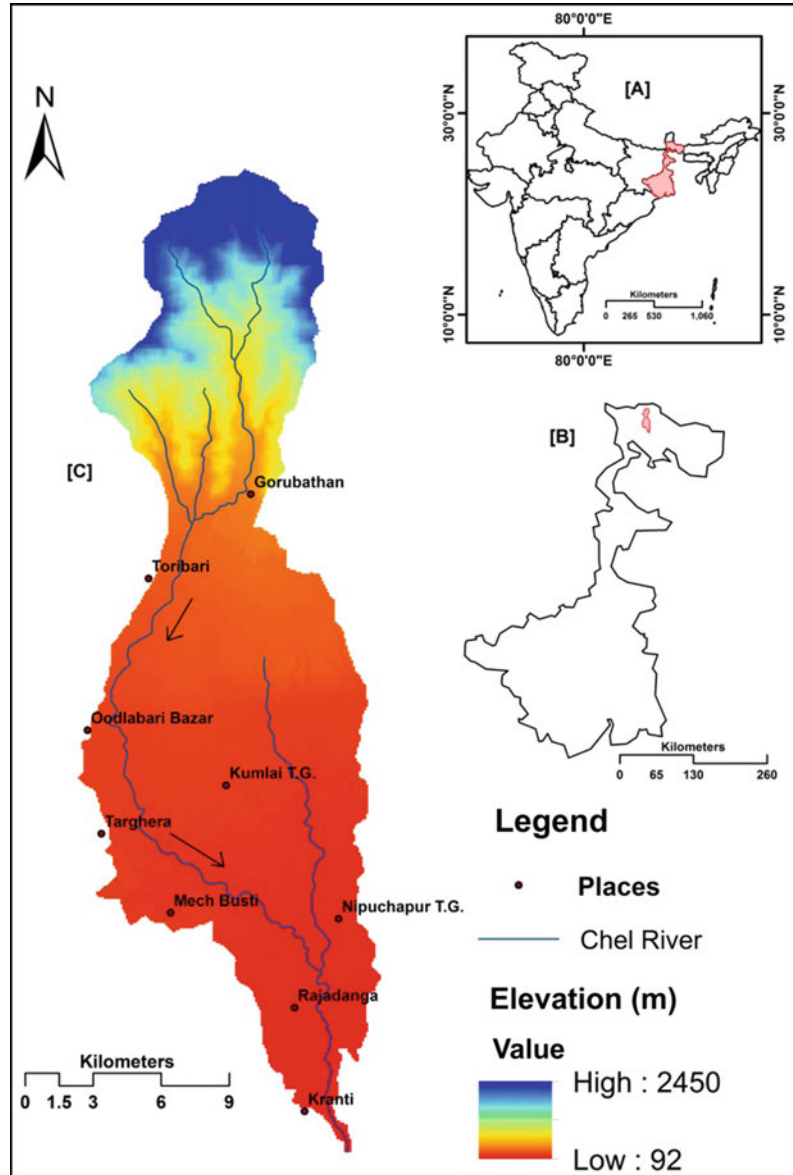 80°0'0"E
N
[A]
30°0'0"N
30°0'0"N
10°0'0"N
10°0'0"N
Kilometers
0 265 530 1,060
80°0'0"E
[B]
[C]
Gorubathan
Toribari
Oodlabari Bazar
Kumlai T.G.
Targhera
Mech Busti
Nipuchapur T.G.
Rajadanga
Kranti
Kilometers
0 1.5 3 6 9
Kilometers
0 65 130 260
Legend
Places
Chel River
Elevation (m)
Value
High : 2450
Low : 92